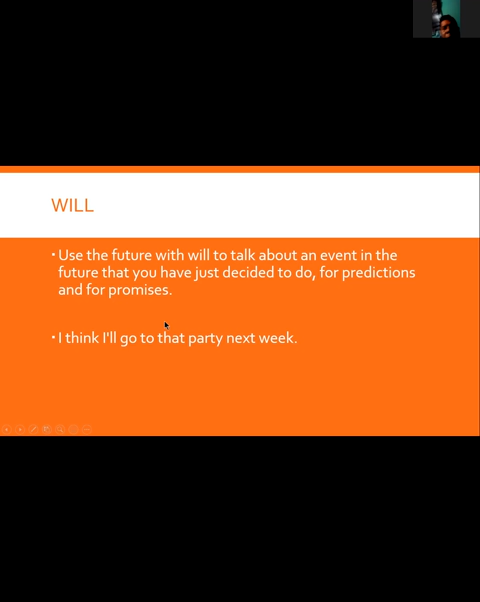 WILL
• Use the future with will to talk about an event in the
future that you have just decided to do, for predictions
and for promises.
• I think I'll go to that party next week.